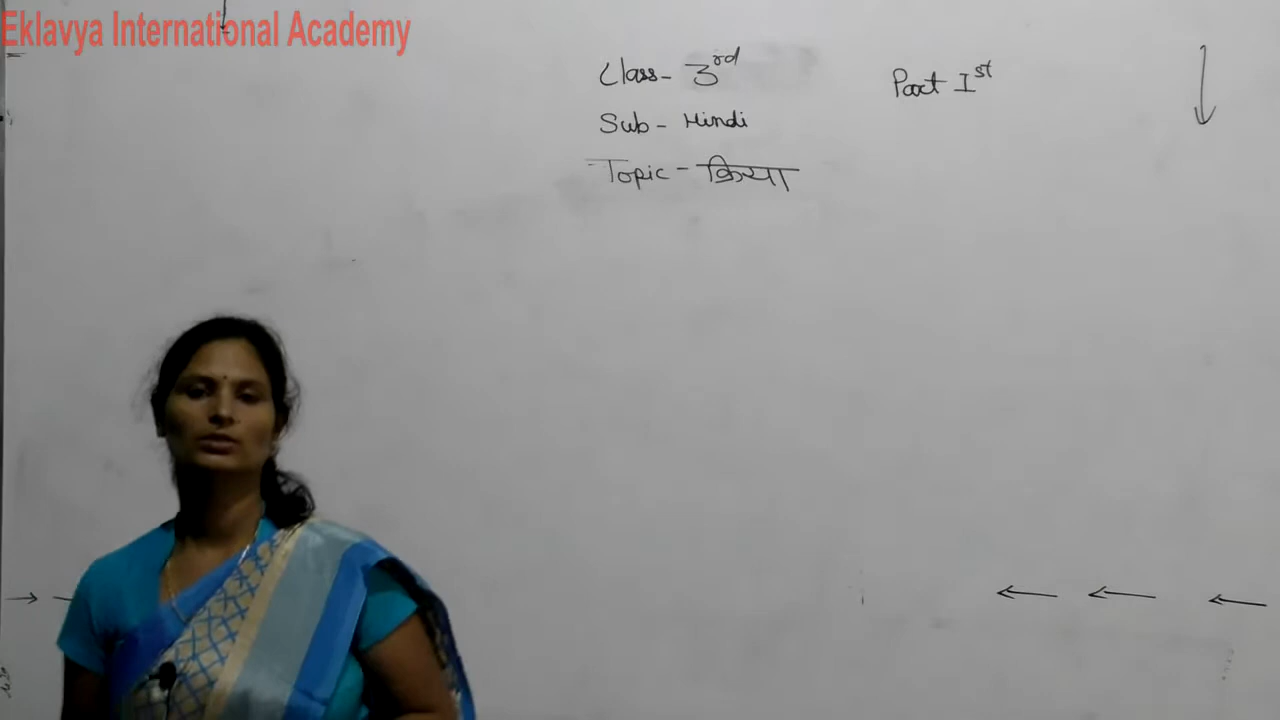 Eklavya International Academy
Class- 3rd
Part Ist
Sub- Hindi
Topic- क्रिया